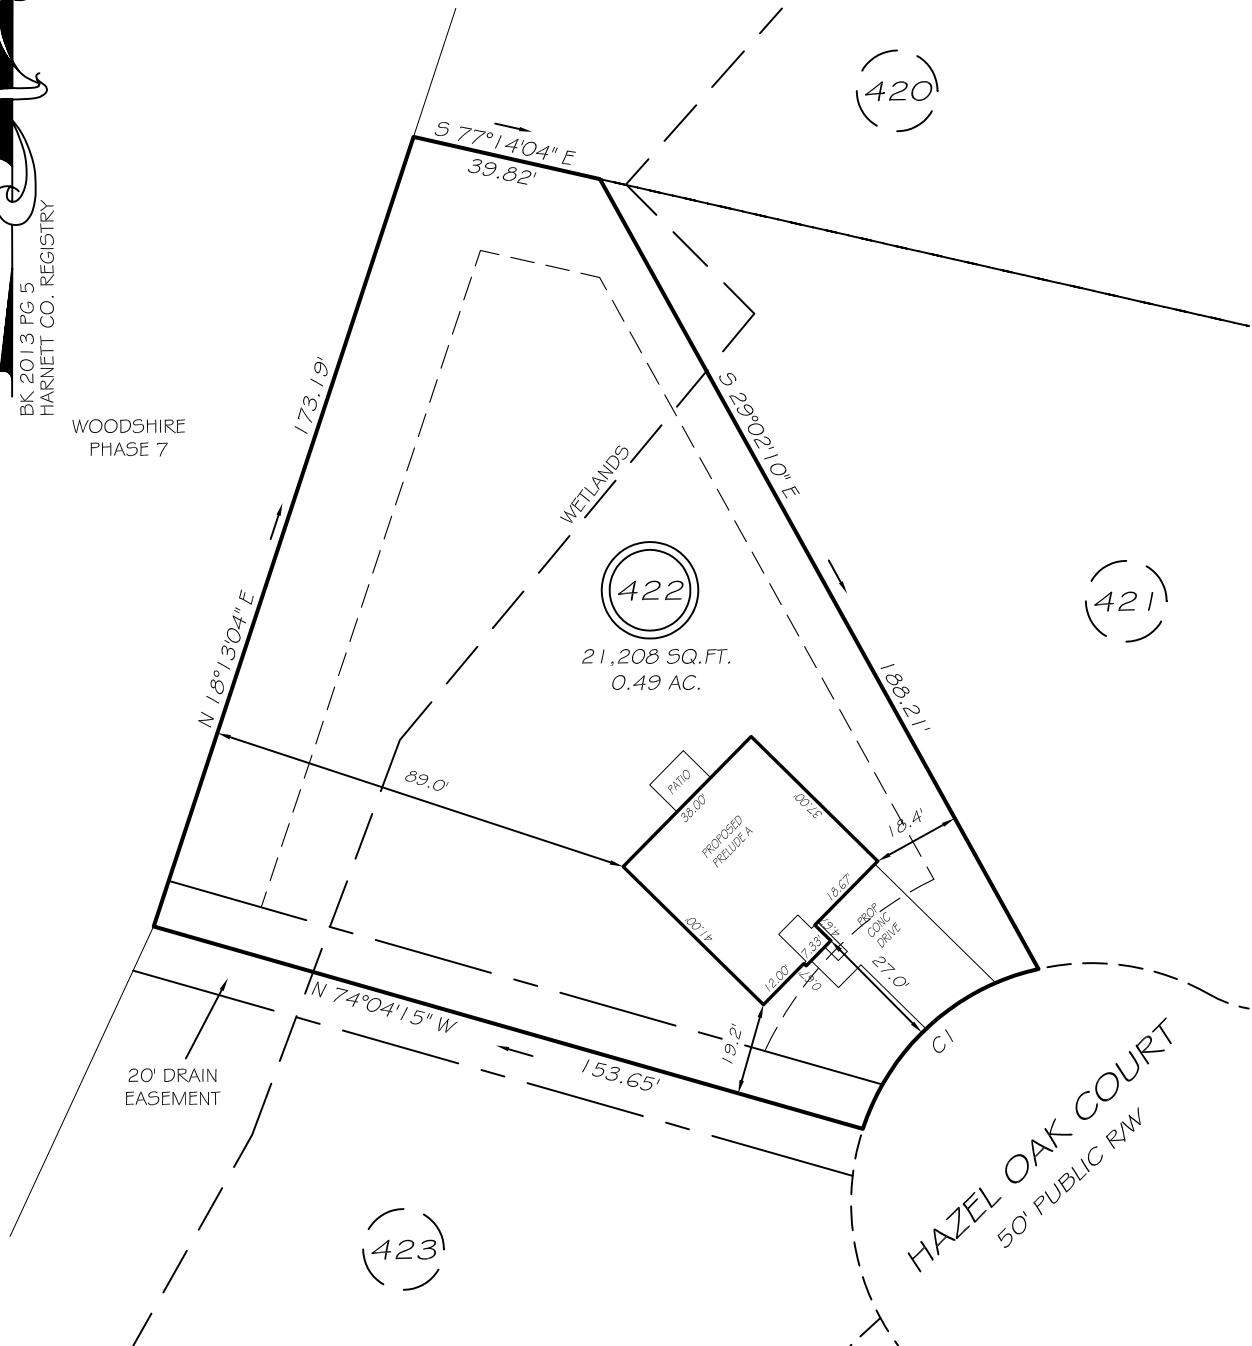 420
S 77°14'04" E
39.82'
BK 2013 PG 5
HARNETT CO. REGISTRY
WOODSHIRE
PHASE 7
173.19'
N 18°13'04" E
WETLANDS
S 29°02'10" E
188.21'
422
21,208 SQ.FT.
0.49 AC.
421
89.0'
PATIO
38.00'
37.00'
PROPOSED
PRELUDE A
18.4'
18.67'
4.67'
PROP
CONC
DRIVE
41.00'
7.33'
12.00'
0.67'
27.0'
19.2'
C1
N 74°04'15" W
153.65'
20' DRAIN
EASEMENT
HAZEL OAK COURT
50' PUBLIC R/W
423